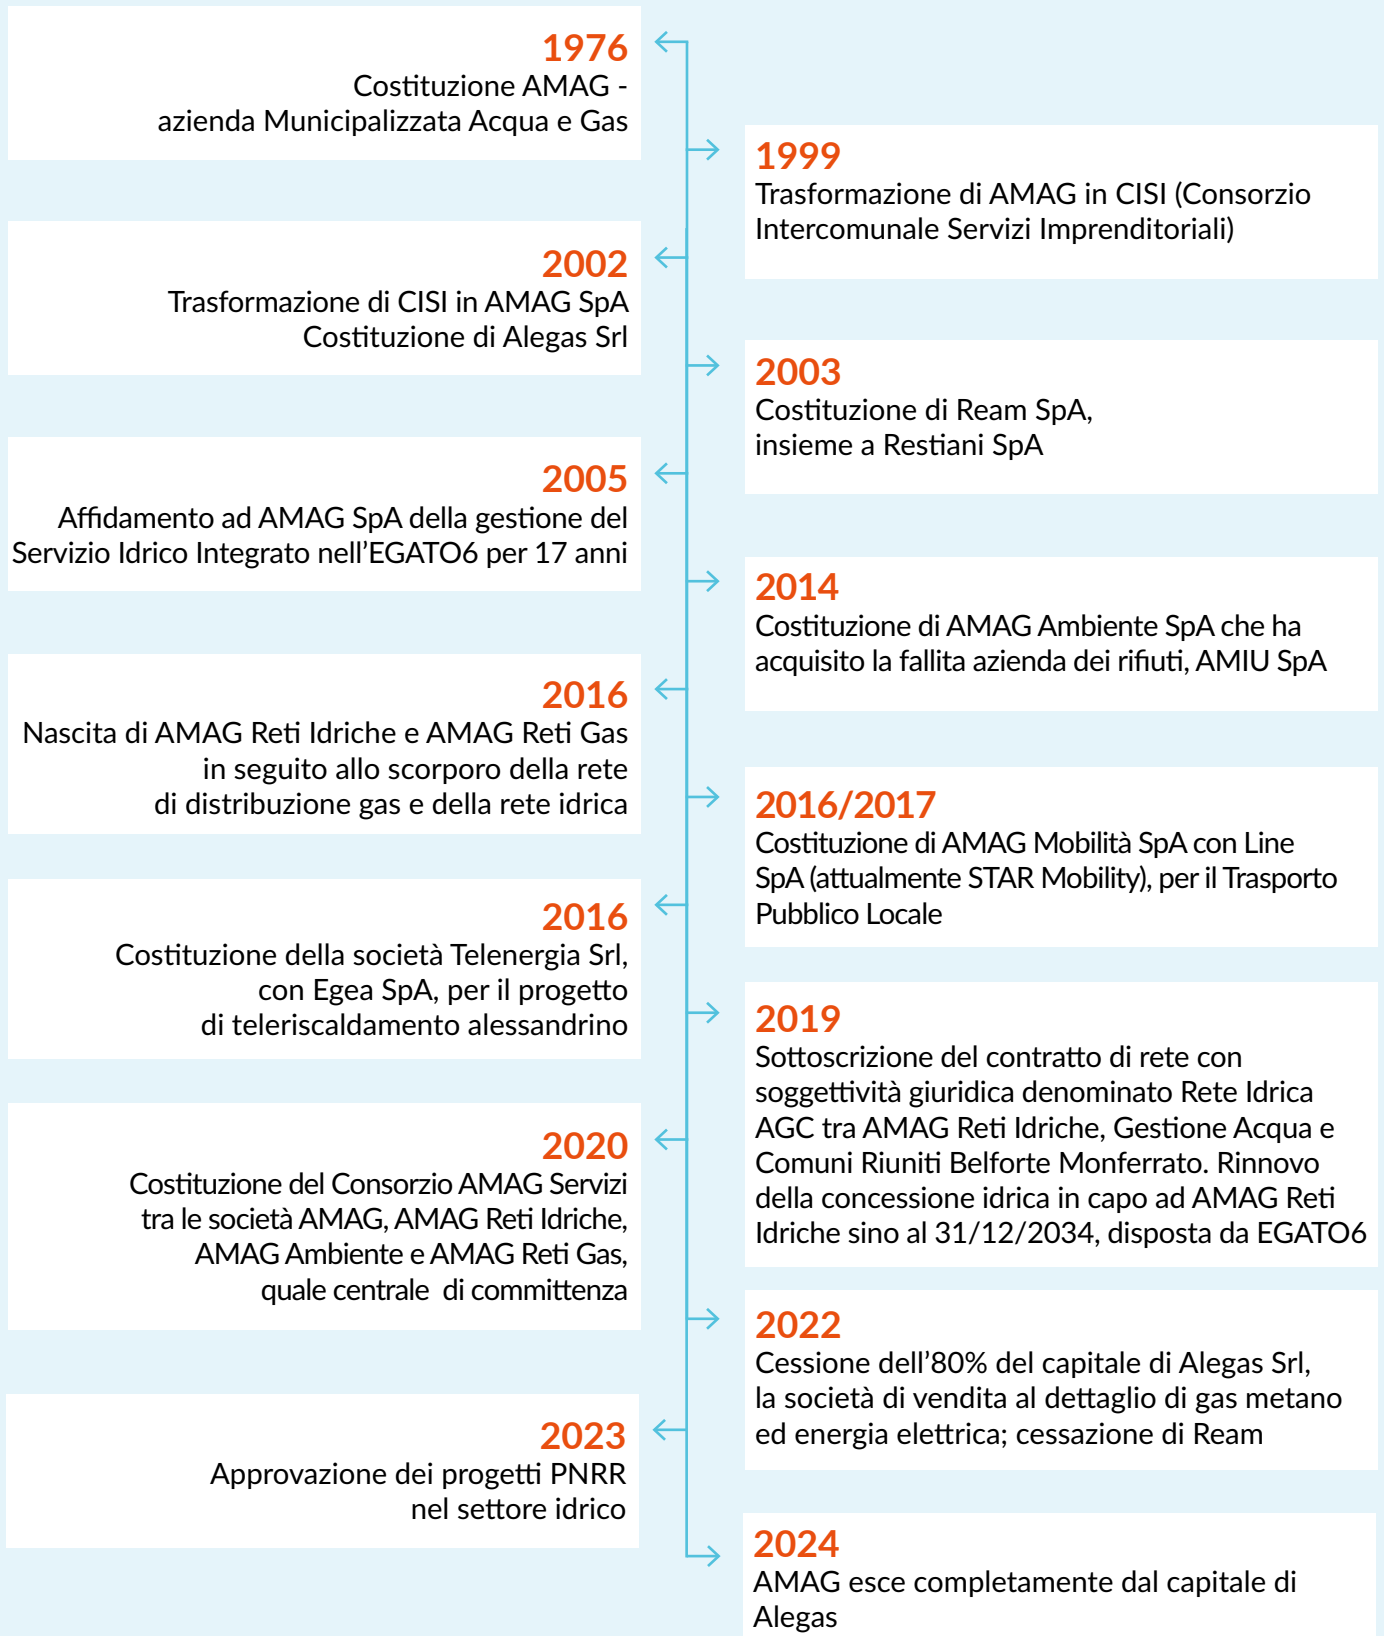 1976
Costituzione AMAG -
azienda Municipalizzata Acqua e Gas
1999
Trasformazione di AMAG in CISI (Consorzio
Intercomunale Servizi Imprenditoriali)
2002
Trasformazione di CISI in AMAG SpA
Costituzione di Alegas Srl
2003
Costituzione di Ream SpA,
insieme a Restiani SpA
2005
Affidamento ad AMAG SpA della gestione del
Servizio Idrico Integrato nell’EGATO6 per 17 anni
2014
Costituzione di AMAG Ambiente SpA che ha
acquisito la fallita azienda dei rifiuti, AMIU SpA
2016
Nascita di AMAG Reti Idriche e AMAG Reti Gas
in seguito allo scorporo della rete
di distribuzione gas e della rete idrica
2016/2017
Costituzione di AMAG Mobilità SpA con Line
SpA (attualmente STAR Mobility), per il Trasporto
Pubblico Locale
2016
Costituzione della società Telenergia Srl,
con Egea SpA, per il progetto
di teleriscaldamento alessandrino
2019
Sottoscrizione del contratto di rete con
soggettività giuridica denominato Rete Idrica
AGC tra AMAG Reti Idriche, Gestione Acqua e
Comuni Riuniti Belforte Monferrato. Rinnovo
della concessione idrica in capo ad AMAG Reti
Idriche sino al 31/12/2034, disposta da EGATO6
2020
Costituzione del Consorzio AMAG Servizi
tra le società AMAG, AMAG Reti Idriche,
AMAG Ambiente e AMAG Reti Gas,
quale centrale di committenza
2022
Cessione dell’80% del capitale di Alegas Srl,
la società di vendita al dettaglio di gas metano
ed energia elettrica; cessazione di Ream
2023
Approvazione dei progetti PNRR
nel settore idrico
2024
AMAG esce completamente dal capitale di
Alegas